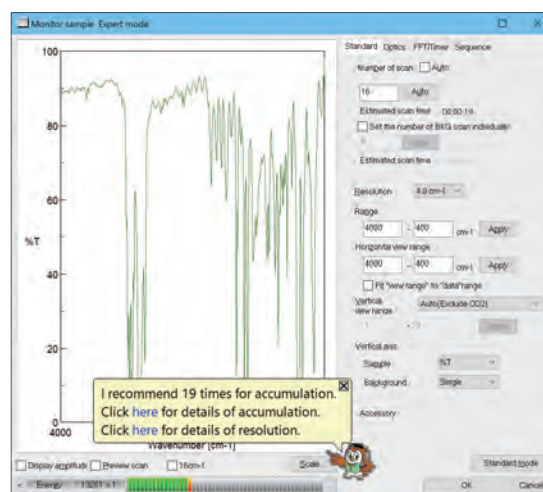 Monitor sample Expert mode
100
80
60
%T
40
20
0
4000
Wavenumber [cm-1]
I recommend 19 times for accumulation.
Click here for details of accumulation.
Click here for details of resolution.
Display amplitude Preview scan 16cm-1 Scale
< Energy 13261 × 1
Standard Optics FFT/Timer Sequence
Number of scan Auto
16 Agto
Estimated scan time 00:00:19
Set the number of BKG scan individually
Estimated scan time
Resolution 4.0 cm-1
Range
4000 - 400 cm-1 Apply
Horizontal view range
4000 - 400 cm-1 Apply
Fit "view range" to "data" range
Vertical view range Auto(Exclude CO2)
Vertical axis
Sample %T
Background Single
Accessory
Standard Mode
OK Cancel